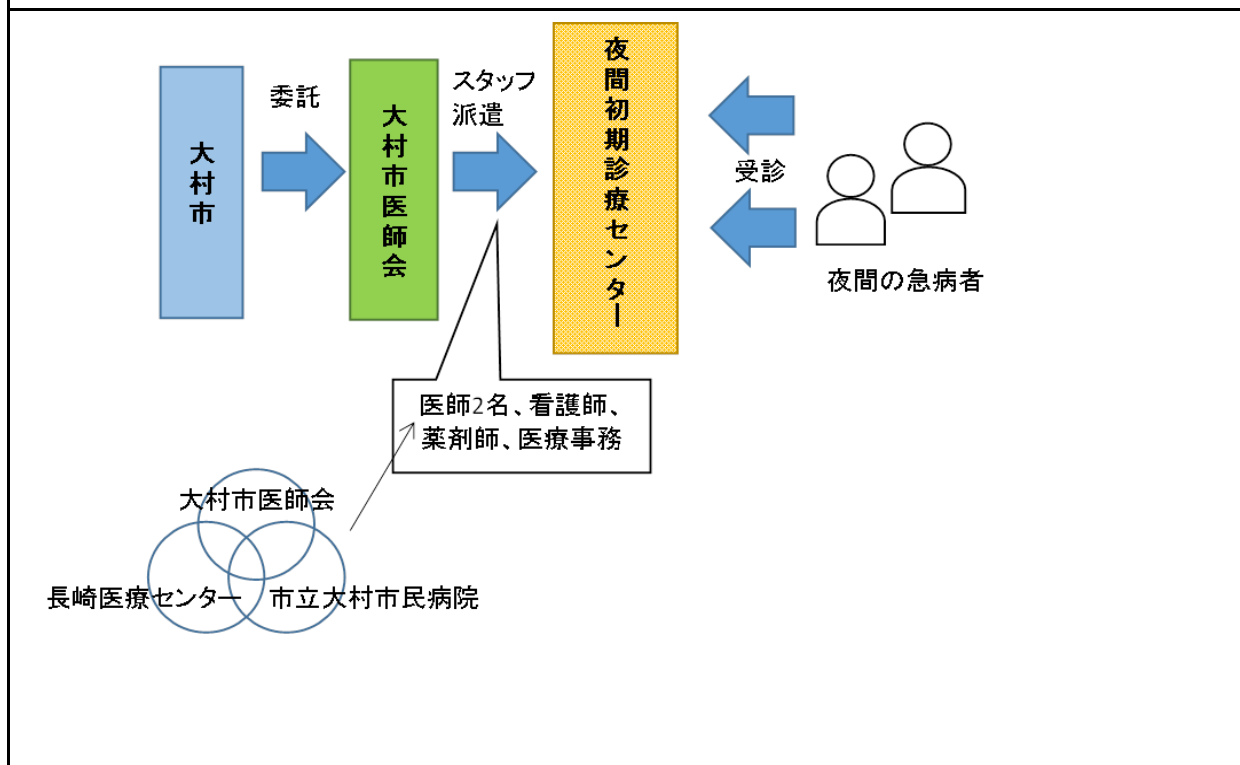 大村市
委託
大村市医師会
スタッフ
派遣
夜間初期診療センター
受診
夜間の急病者
医師2名、看護師、
薬剤師、医療事務
大村市医師会
長崎医療センター
市立大村市民病院